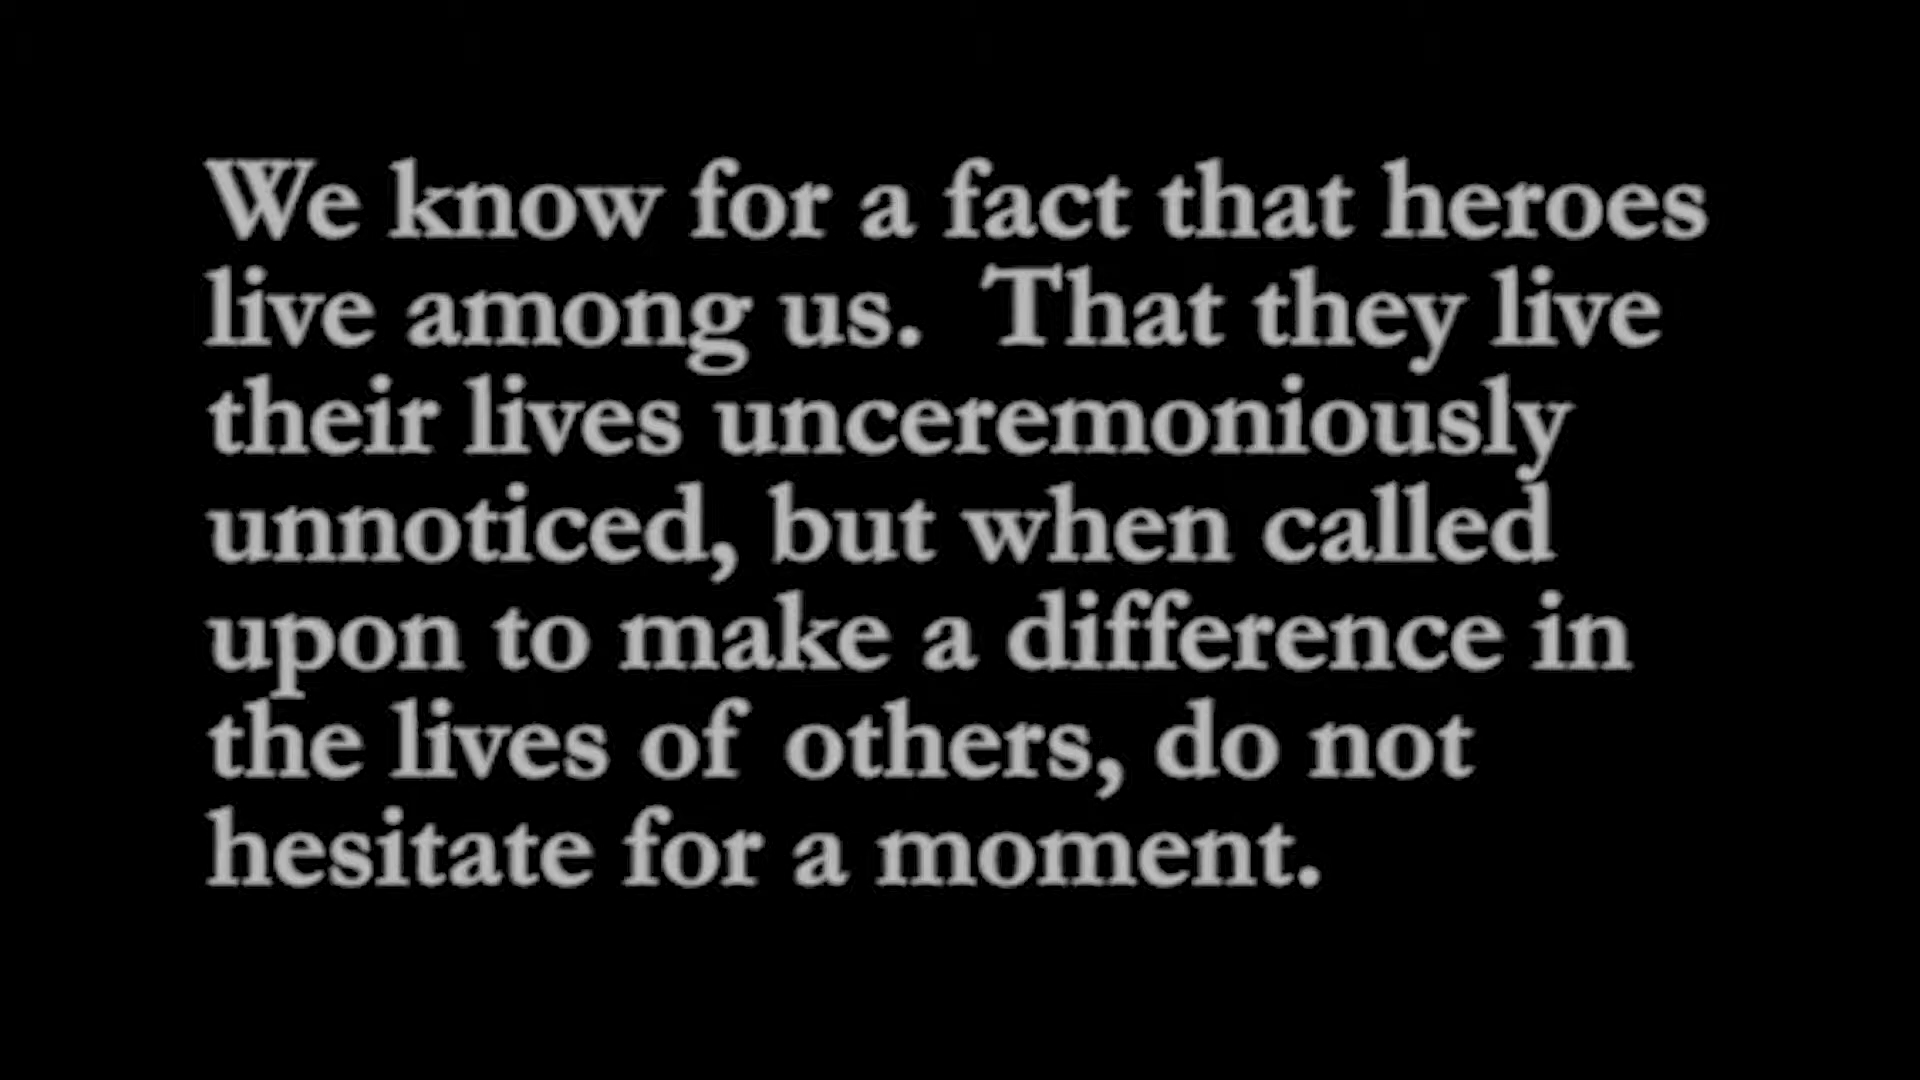 We know for a fact that heroes
live among us.  That they live
their lives unceremoniously
unnoticed, but when called
upon to make a difference in
the lives of others, do not
hesitate for a moment.